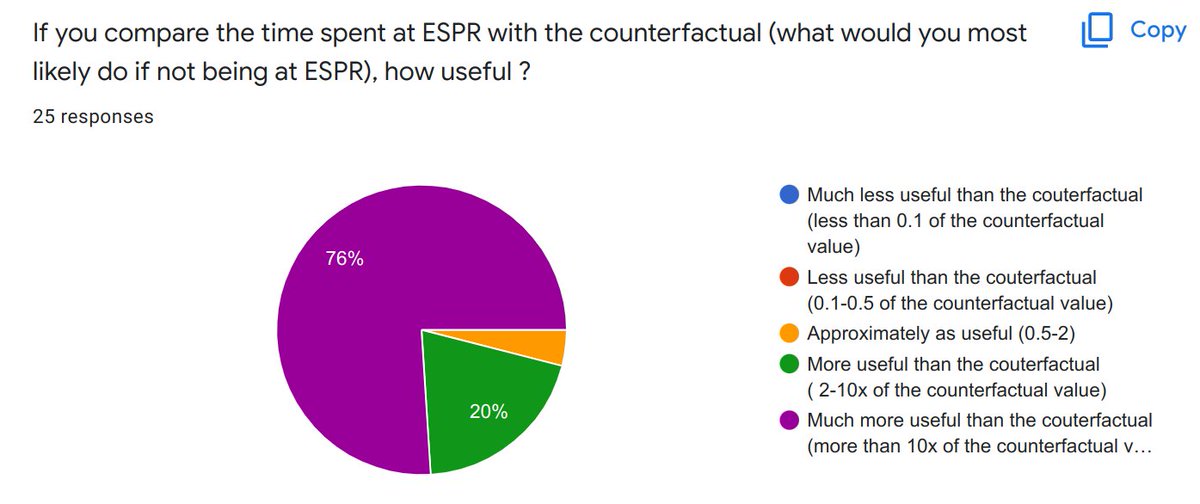 If you compare the time spent at ESPR with the counterfactual (what would you most
likely do if not being at ESPR), how useful ?
Copy
25 responses
76%
20%
Much less useful than the couterfactual
(less than 0.1 of the counterfactual
value)
Less useful than the couterfactual
(0.1-0.5 of the counterfactual value)
Approximately as useful (0.5-2)
More useful than the couterfactual
( 2-10x of the counterfactual value)
Much more useful than the couterfactual
(more than 10x of the counterfactual v…